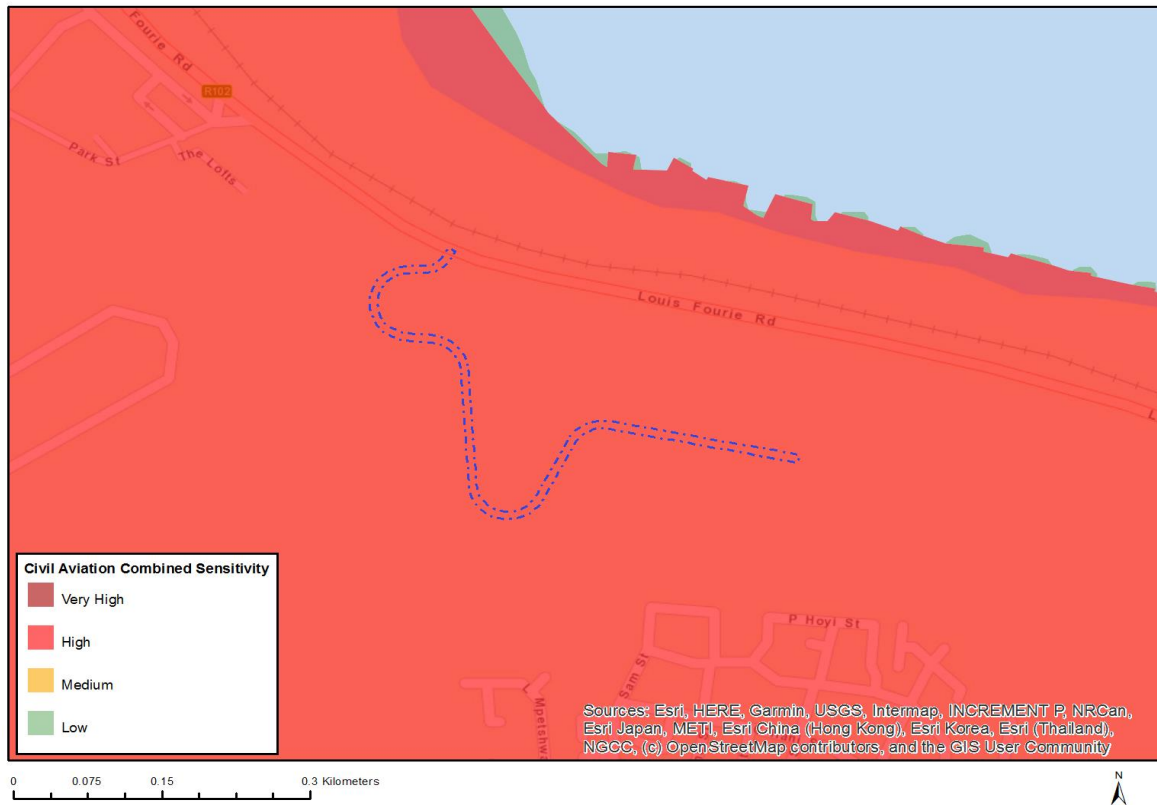 Fourie Rd
R102
Park St
The Lofts
Louis Fourie Rd
L
Civil Aviation Combined Sensitivity
Very High
High
Medium
Low
P Hoyi St
Sam St
Mpetshw
Sources: Esri, HERE, Garmin, USGS, Intermap, INCREMENT P, NRCan,
Esri Japan, METI, Esri China (Hong Kong), Esri Korea, Esri (Thailand),
NGCC, (c) OpenStreetMap contributors, and the GIS User Community
0 0.075 0.15 0.3 Kilometers
N